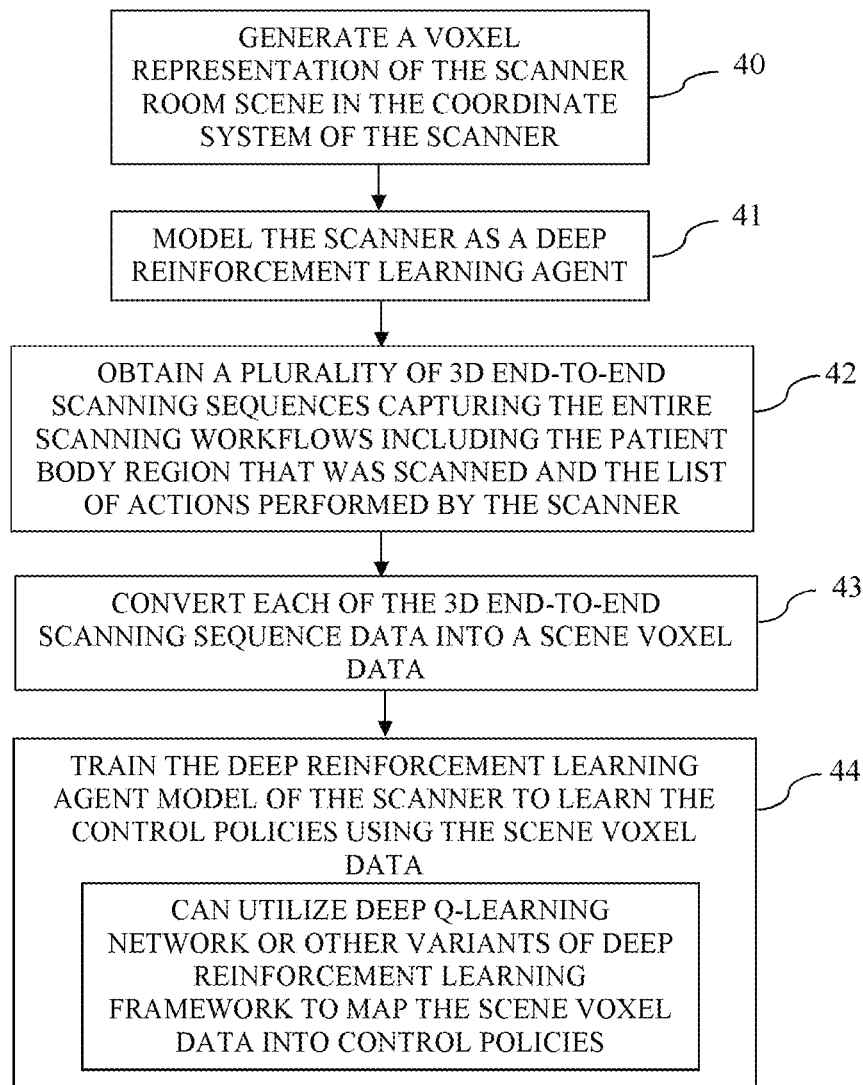 GENERATE A VOXEL
REPRESENTATION OF THE SCANNER
ROOM SCENE IN THE COORDINATE
SYSTEM OF THE SCANNER
40
MODEL THE SCANNER AS A DEEP
REINFORCEMENT LEARNING AGENT
41
OBTAIN A PLURALITY OF 3D END-TO-END
SCANNING SEQUENCES CAPTURING THE ENTIRE
SCANNING WORKFLOWS INCLUDING THE PATIENT
BODY REGION THAT WAS SCANNED AND THE LIST
OF ACTIONS PERFORMED BY THE SCANNER
42
CONVERT EACH OF THE 3D END-TO-END
SCANNING SEQUENCE DATA INTO A SCENE VOXEL
DATA
43
TRAIN THE DEEP REINFORCEMENT LEARNING
AGENT MODEL OF THE SCANNER TO LEARN THE
CONTROL POLICIES USING THE SCENE VOXEL
DATA
44
CAN UTILIZE DEEP Q-LEARNING
NETWORK OR OTHER VARIANTS OF DEEP
REINFORCEMENT LEARNING
FRAMEWORK TO MAP THE SCENE VOXEL
DATA INTO CONTROL POLICIES